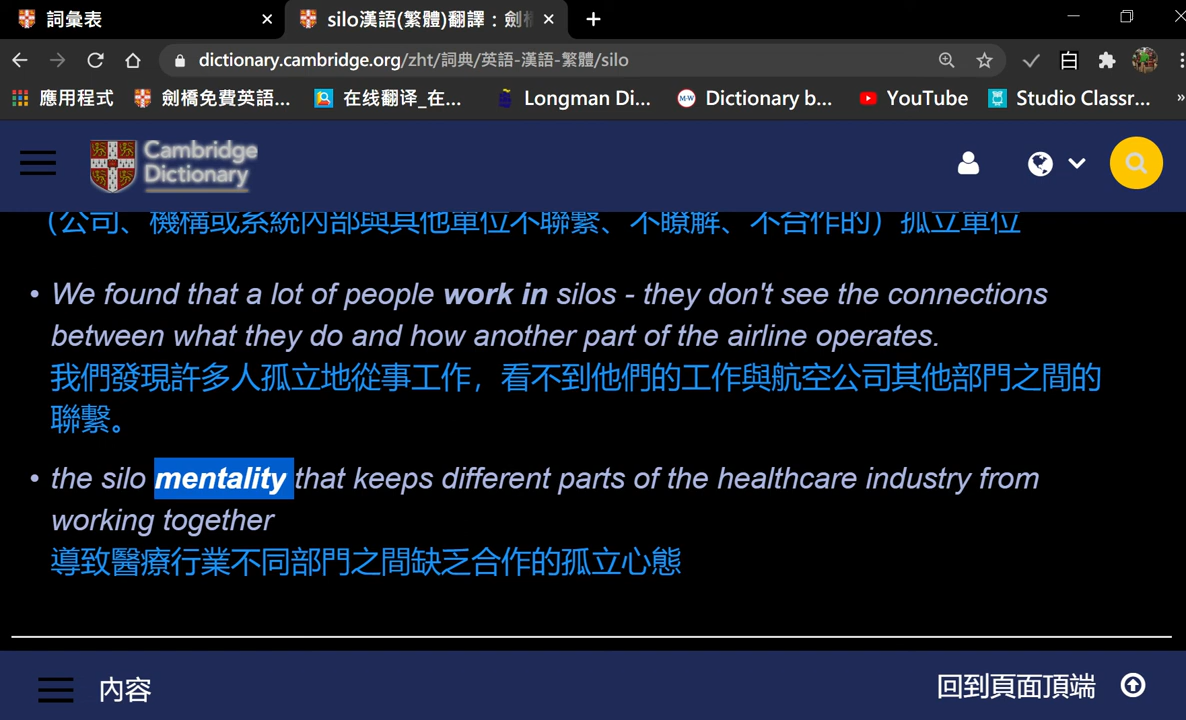 詞彙表
silo漢語(繁體)翻譯：劍
dictionary.cambridge.org/zht/詞典/英語-漢語-繁體/silo
白
應用程式 劍橋免費英語... 在线翻译_在... Longman Di... M-W Dictionary b... YouTube Studio Classr... »
Cambridge
Dictionary
（公司、機構或系統內部與其他單位不聯繫、不瞭解、不合作的）孤立單位
• We found that a lot of people work in silos - they don't see the connections
between what they do and how another part of the airline operates.
我們發現許多人孤立地從事工作，看不到他們的工作與航空公司其他部門之間的
聯繫。
• the silo mentality that keeps different parts of the healthcare industry from
working together
導致醫療行業不同部門之間缺乏合作的孤立心態
內容
回到頁面頂端